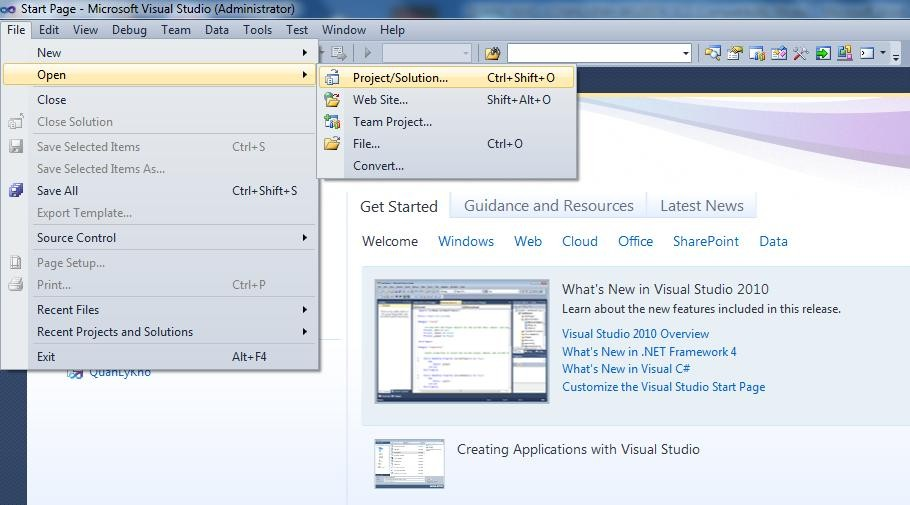 Start Page - Microsoft Visual Studio (Administrator)
File Edit View Debug Team Data Tools Test Window Help
New
Open
Close
Close Solution
Save Selected Items Ctrl+S
Save Selected Items As...
Save All Ctrl+Shift+S
Export Template...
Source Control
Page Setup...
Print... Ctrl+P
Recent Files
Recent Projects and Solutions
Exit Alt+F4
Project/Solution... Ctrl+Shift+O
Web Site... Shift+Alt+O
Team Project...
File... Ctrl+O
Convert...
QuanLyKho
Get Started Guidance and Resources Latest News
Welcome Windows Web Cloud Office SharePoint Data
What's New in Visual Studio 2010
Learn about the new features included in this release.
Visual Studio 2010 Overview
What's New in .NET Framework 4
What's New in Visual C#
Customize the Visual Studio Start Page
Creating Applications with Visual Studio